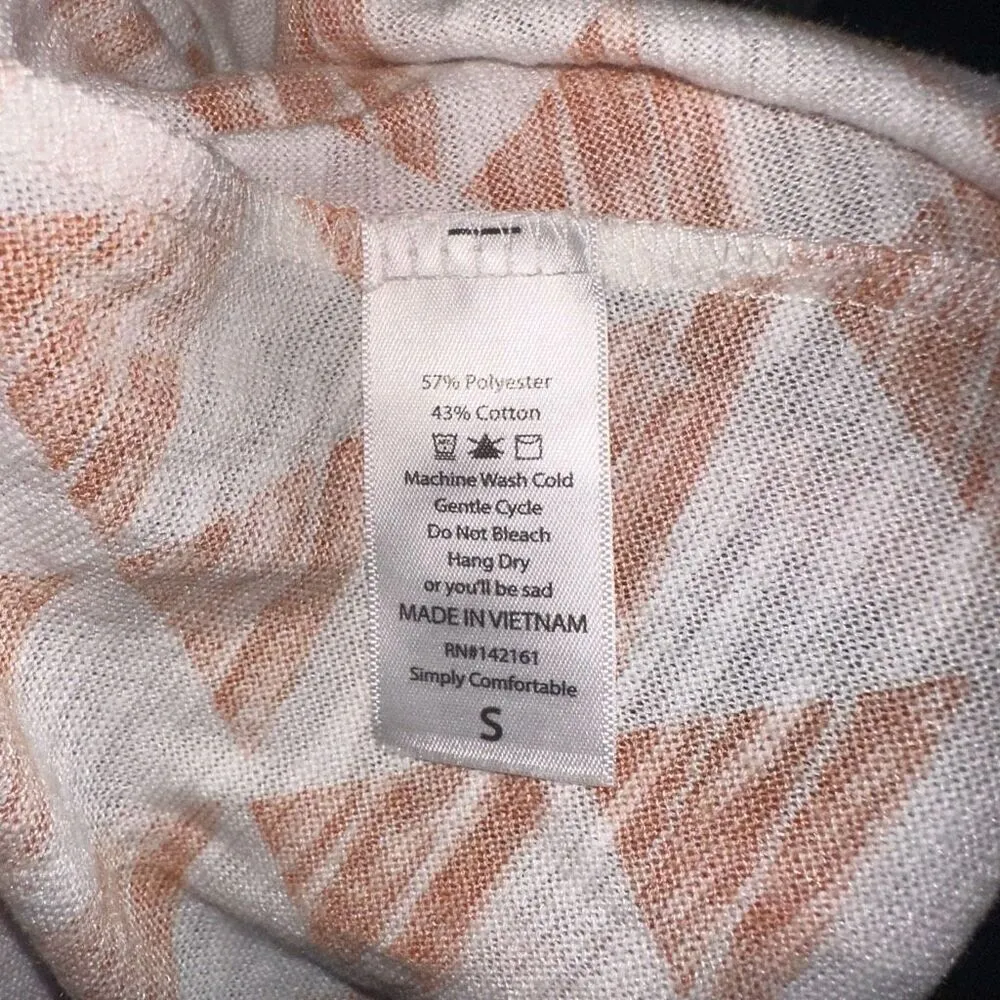 57% Polyester
43% Cotton
Machine Wash Cold
Gentle Cycle
Do Not Bleach
Hang Dry
or you'll be sad
MADE IN VIETNAM
RN#142161
Simply Comfortable
S